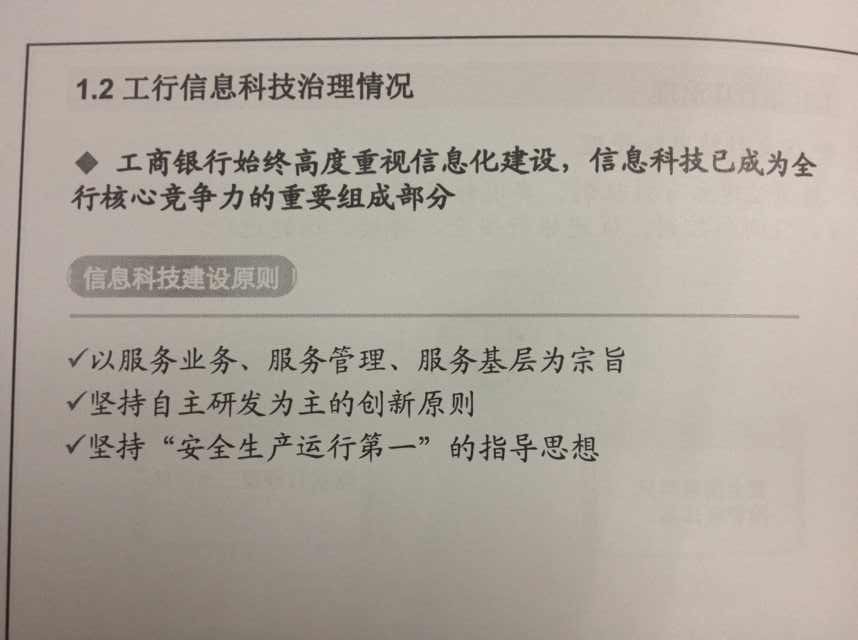 1.2 工行信息科技治理情况
◆ 工商银行始终高度重视信息化建设，信息科技已成为全
行核心竞争力的重要组成部分
信息科技建设原则
✓以服务业务、服务管理、服务基层为宗旨
✓坚持自主研发为主的创新原则
✓坚持“安全生产运行第一”的指导思想